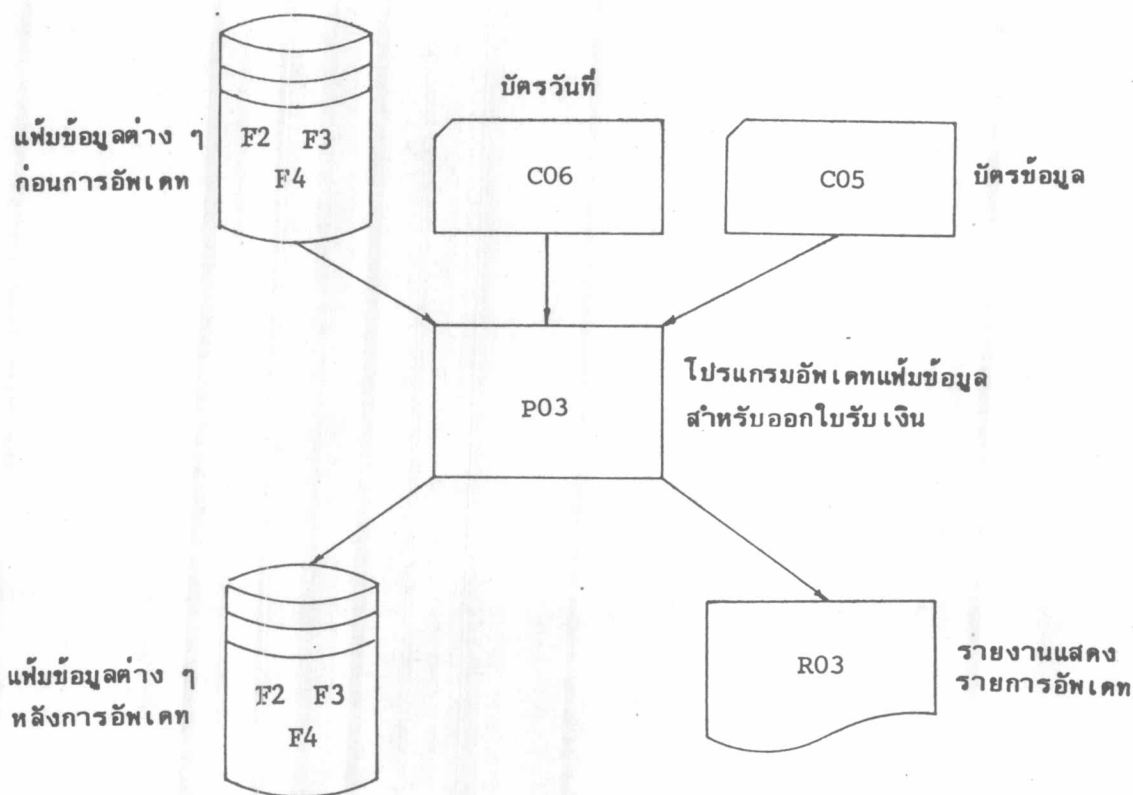 บัตรวันที่
แฟ้มข้อมูลต่าง ๆ
ก่อนการอัพเดท
F2 F3
F4
C06
C05
บัตรข้อมูล
P03
โปรแกรมอัพเดทแฟ้มข้อมูล
สำหรับออกใบรับเงิน
แฟ้มข้อมูลต่าง ๆ
หลังการอัพเดท
F2 F3
F4
R03
รายงานแสดง
รายการอัพเดท